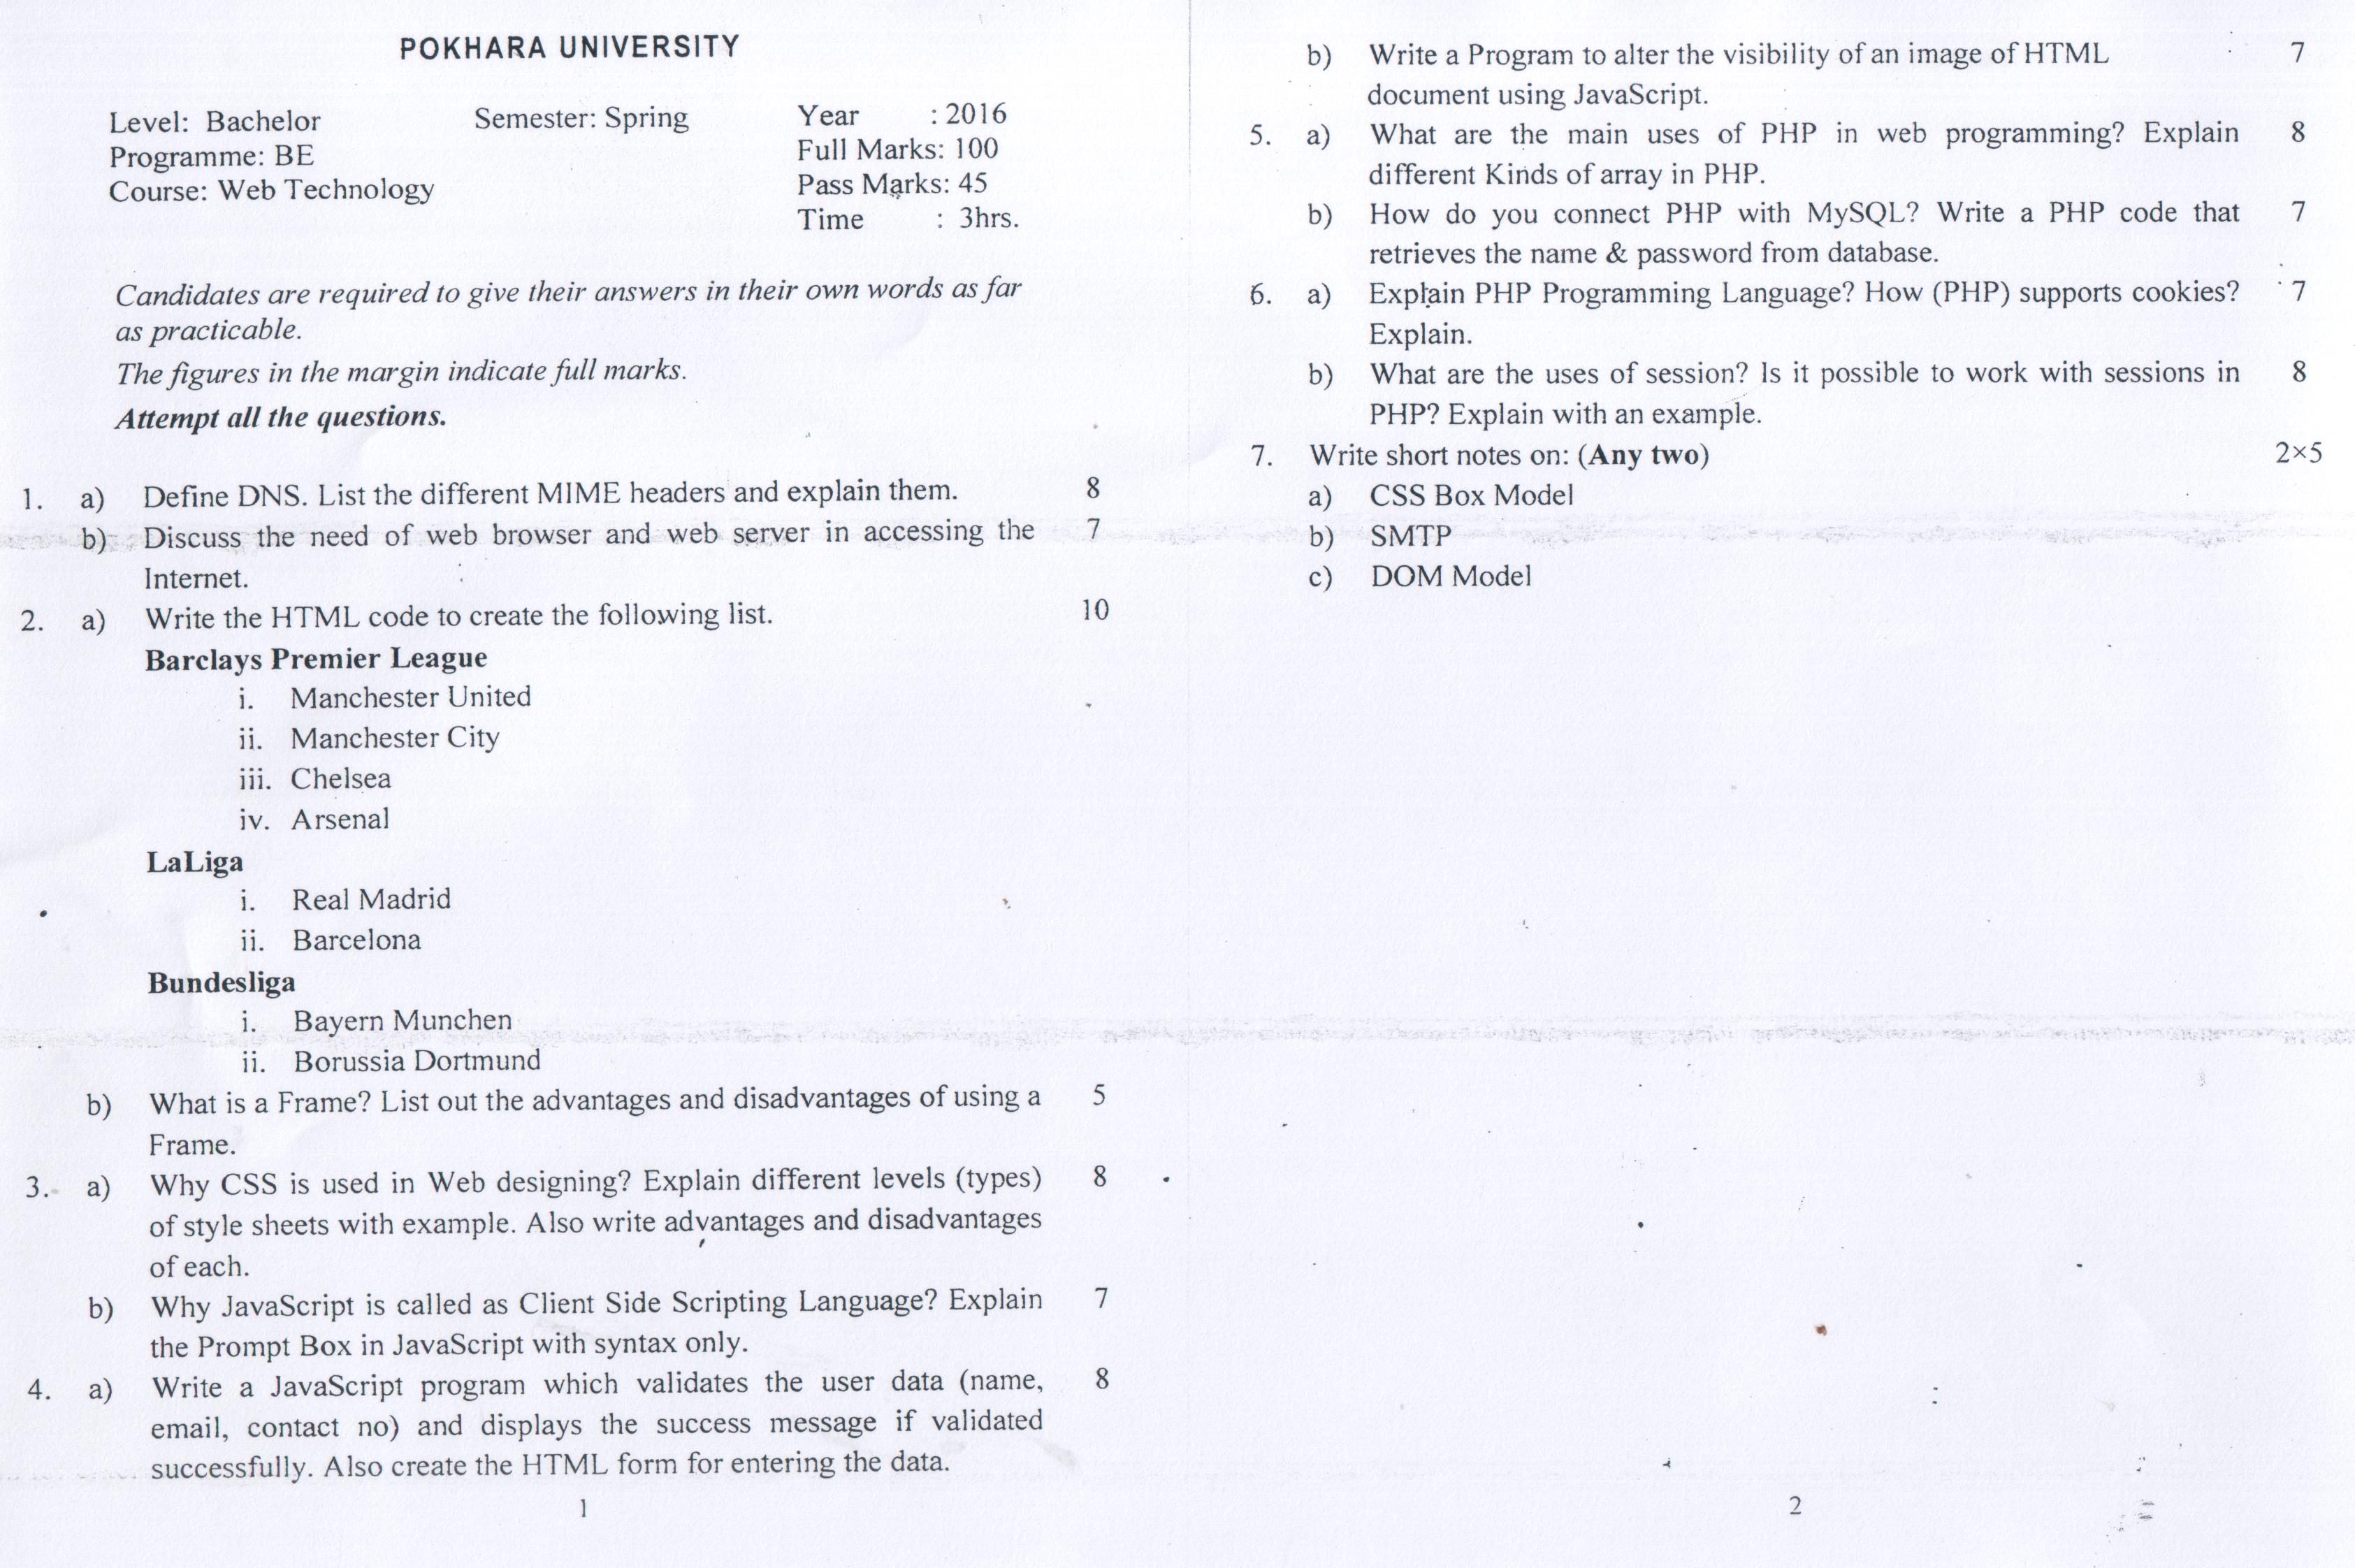 POKHARA UNIVERSITY
Level: Bachelor Semester: Spring Year : 2016
Programme: BE Full Marks: 100
Course: Web Technology Pass Marks: 45
Time : 3hrs.
Candidates are required to give their answers in their own words as far
as practicable.
The figures in the margin indicate full marks.
Attempt all the questions.
1. a) Define DNS. List the different MIME headers and explain them. 8
b) Discuss the need of web browser and web server in accessing the 7
Internet.
2. a) Write the HTML code to create the following list. 10
Barclays Premier League
i. Manchester United
ii. Manchester City
iii. Chelsea
iv. Arsenal
LaLiga
i. Real Madrid
ii. Barcelona
Bundesliga
i. Bayern Munchen
ii. Borussia Dortmund
b) What is a Frame? List out the advantages and disadvantages of using a 5
Frame.
3. a) Why CSS is used in Web designing? Explain different levels (types) 8
of style sheets with example. Also write advantages and disadvantages
of each.
b) Why JavaScript is called as Client Side Scripting Language? Explain 7
the Prompt Box in JavaScript with syntax only.
4. a) Write a JavaScript program which validates the user data (name, 8
email, contact no) and displays the success message if validated
successfully. Also create the HTML form for entering the data.
1
b) Write a Program to alter the visibility of an image of HTML 7
document using JavaScript.
5. a) What are the main uses of PHP in web programming? Explain 8
different Kinds of array in PHP.
b) How do you connect PHP with MySQL? Write a PHP code that 7
retrieves the name & password from database.
6. a) Explain PHP Programming Language? How (PHP) supports cookies? 7
Explain.
b) What are the uses of session? Is it possible to work with sessions in 8
PHP? Explain with an example.
7. Write short notes on: (Any two) 2×5
a) CSS Box Model
b) SMTP
c) DOM Model
2